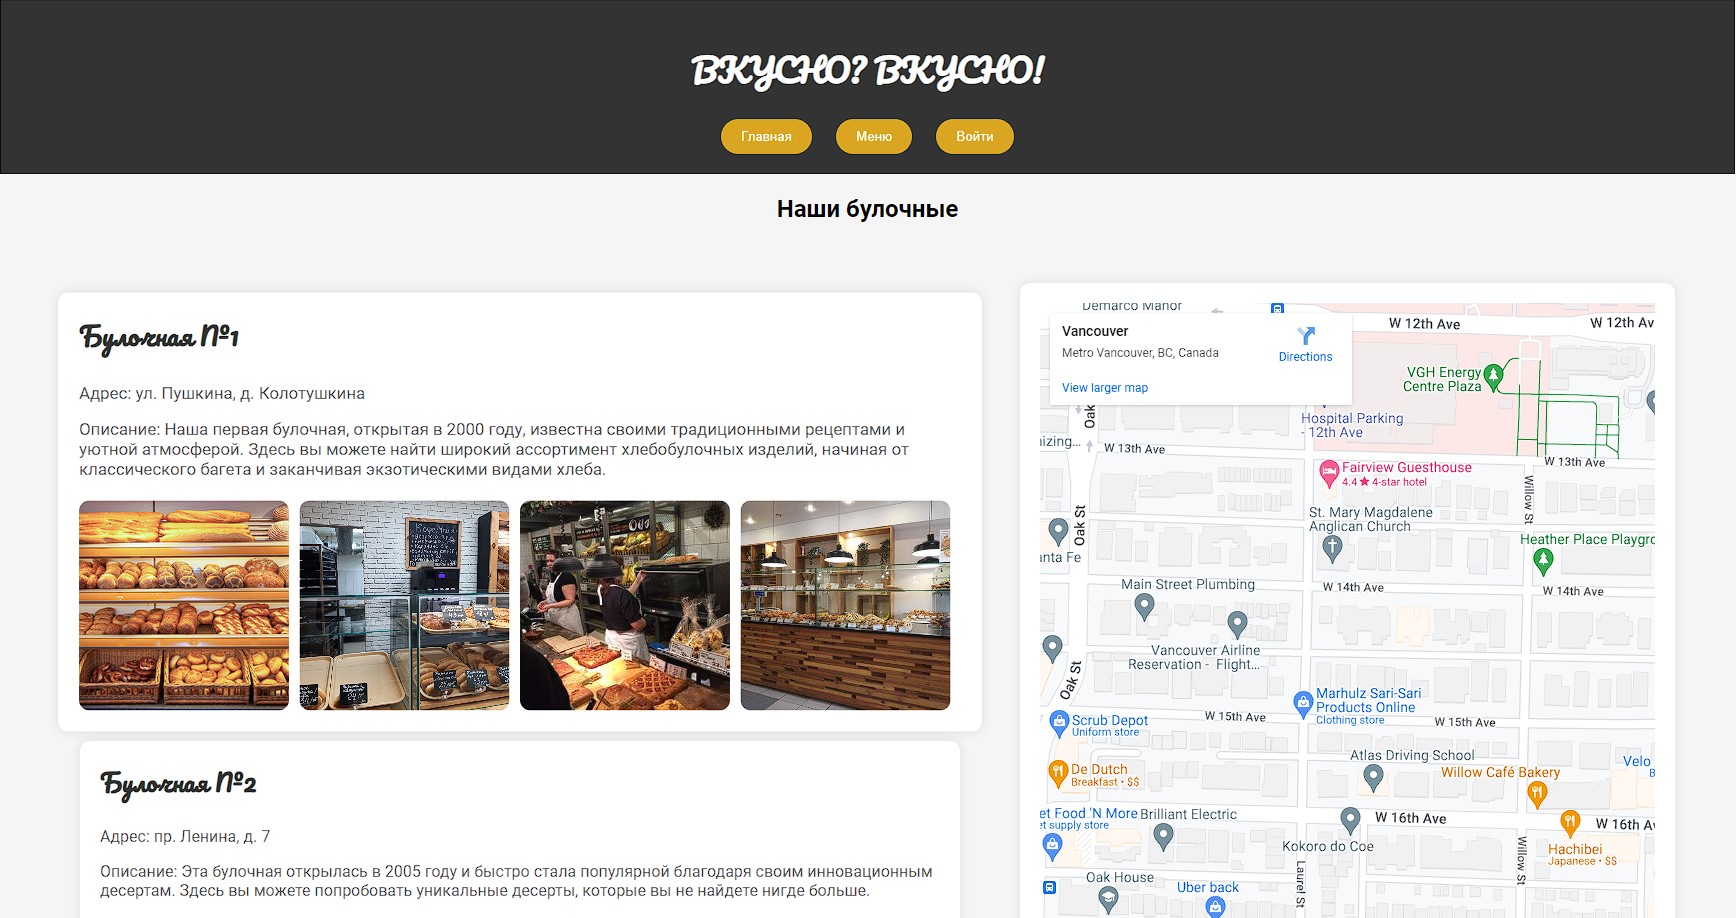 ВКУСНО? ВКУСНО!
Главная
Меню
Войти
Наши булочные
Булочная №1
Адрес: ул. Пушкина, д. Колотушкина
Описание: Наша первая булочная, открытая в 2000 году, известна своими традиционными рецептами и
уютной атмосферой. Здесь вы можете найти широкий ассортимент хлебобулочных изделий, начиная от
классического багета и заканчивая экзотическими видами хлеба.
Булочная №2
Адрес: пр. Ленина, д. 7
Описание: Эта булочная открылась в 2005 году и быстро стала популярной благодаря своим инновационным
десертам. Здесь вы можете попробовать уникальные десерты, которые вы не найдете нигде больше.
Demarco Manor
Vancouver
Metro Vancouver, BC, Canada
Directions
View larger map
W 12th Ave
W 12th Av
VGH Energy
Centre Plaza
Hospital Parking
- 12th Ave
Oak
nizing...
W 13th Ave
W 13th Ave
Fairview Guesthouse
4.4★ 4-star hotel
Willow St
St. Mary Magdalene
Anglican Church
Oak St
anta Fe
Heather Place Playgro
Main Street Plumbing
W 14th Ave
W 14th Ave
Vancouver Airline
Reservation - Flight...
Oak St
Marhulz Sari-Sari
Products Online
Clothing store
Scrub Depot
Uniform store
W 15th Ave
W 15th Ave
Atlas Driving School
De Dutch
Breakfast • $$
Willow Café Bakery
Velo
et Food 'N More
et supply store
Brilliant Electric
W 16th Ave
W 16th A
Kokoro do Coe
Hachibei
Japanese • $$
Willow St
Laurel St
Oak House
Uber back